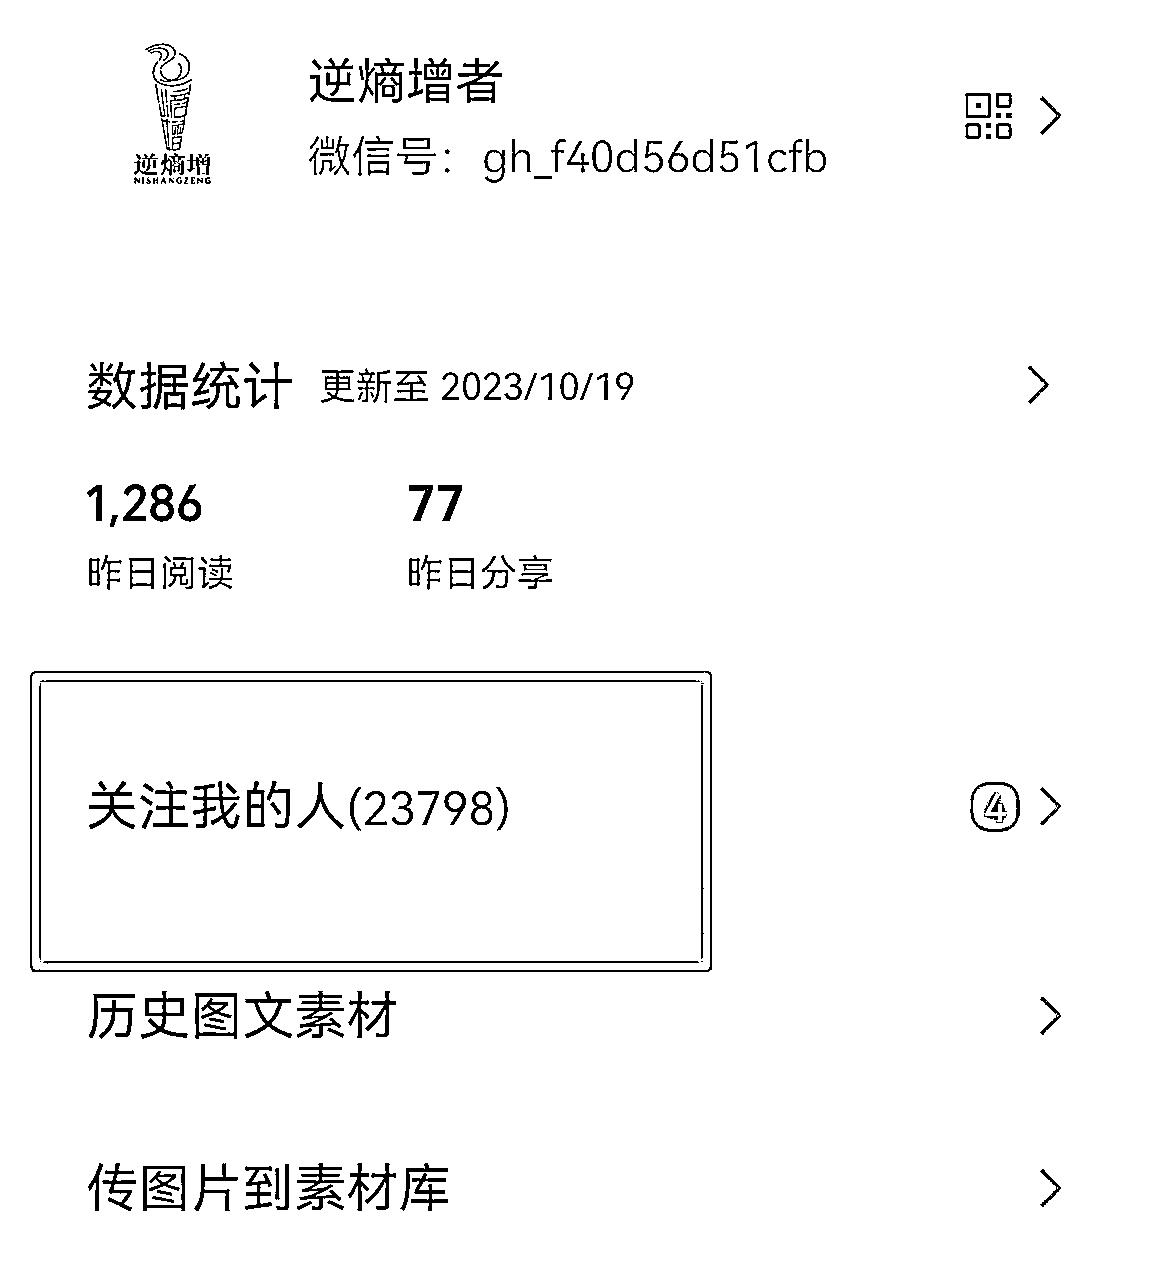 逆熵增
NISHANGZENG
逆熵增者
微信号：gh_f40d56d51cfb
数据统计 更新至 2023/10/19
1,286 77
昨日阅读 昨日分享
关注我的人(23798) 4
历史图文素材
传图片到素材库